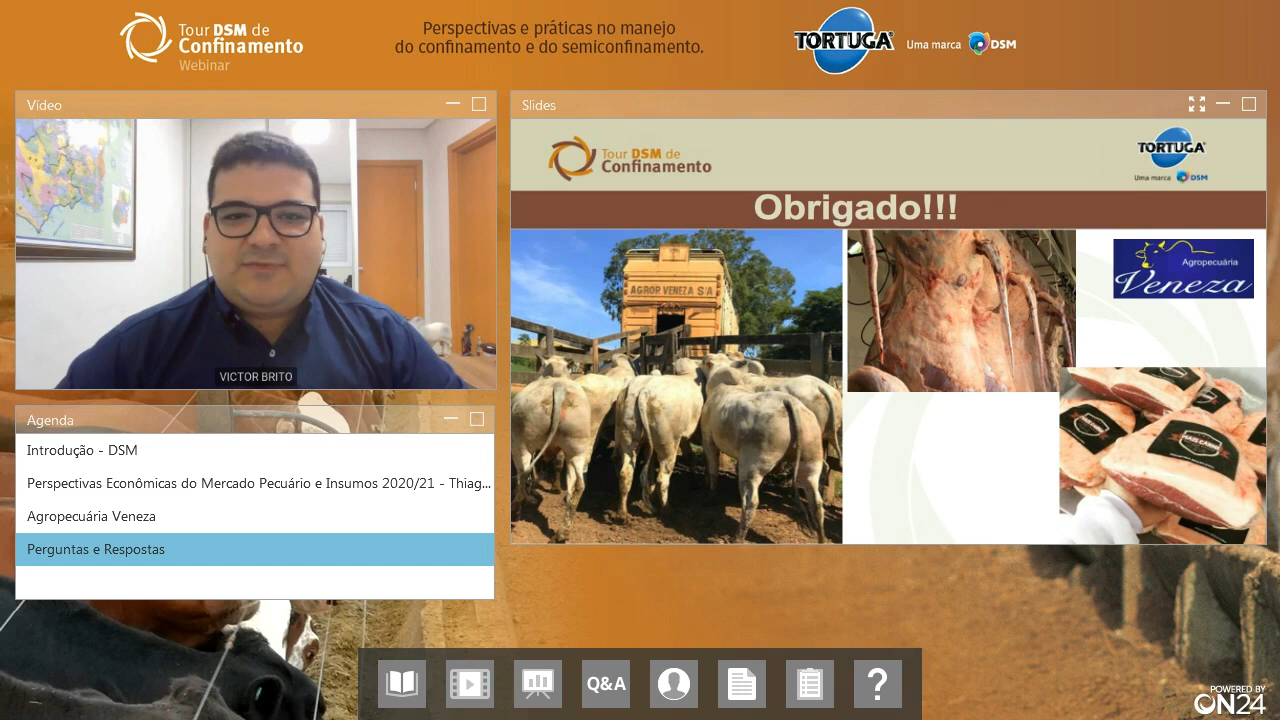 Tour DSM de
Confinamento
Webinar
Perspectivas e práticas no manejo
do confinamento e do semiconfinamento.
TORTUGA
Uma marca DSM
Vídeo
Slides
VICTOR BRITO
Tour DSM de
Confinamento
TORTUGA
Uma marca DSM
Obrigado!!!
AGROP. VENEZA S/A
Agropecuária
Veneza
MAIS CARNE
Agenda
Introdução - DSM
Perspectivas Econômicas do Mercado Pecuário e Insumos 2020/21 - Thiag...
Agropecuária Veneza
Perguntas e Respostas
Q&A
?
POWERED BY
ON24